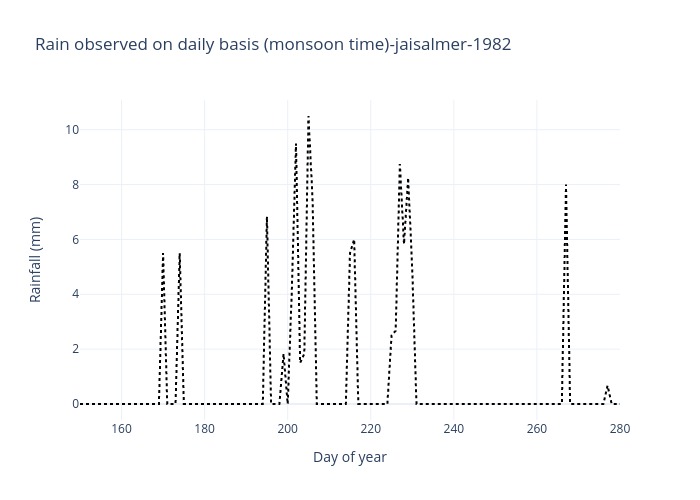 Rain observed on daily basis (monsoon time)-jaisalmer-1982
10
8
6
4
2
0
Rainfall (mm)
160 180 200 220 240 260 280
Day of year